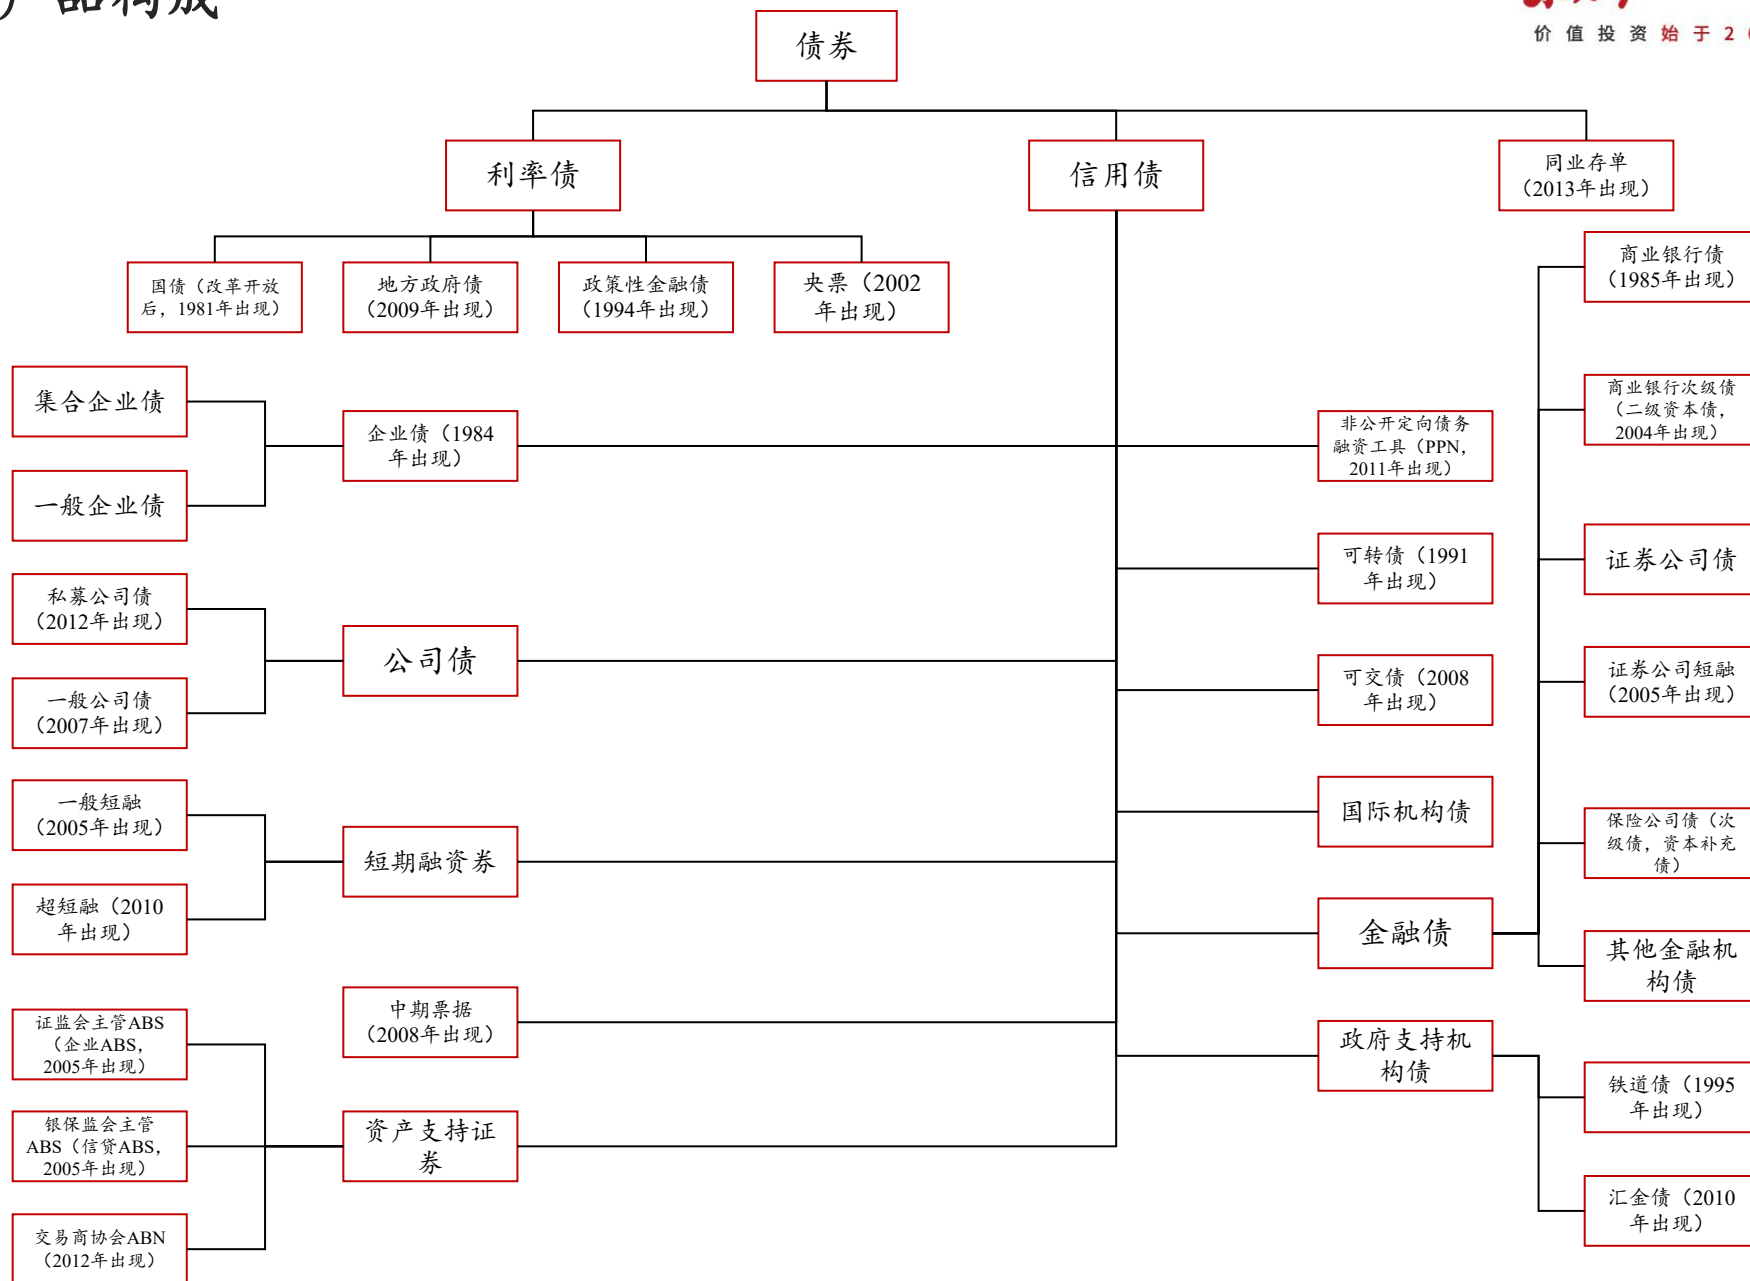 产品构成
价值投资始于2
债券
利率债
信用债
同业存单
（2013年出现）
国债（改革开放
后，1981年出现）
地方政府债
（2009年出现）
政策性金融债
（1994年出现）
央票（2002
年出现）
商业银行债
（1985年出现）
集合企业债
一般企业债
企业债（1984
年出现）
非公开定向债务
融资工具（PPN，
2011年出现）
商业银行次级债
（二级资本债，
2004年出现）
可转债（1991
年出现）
证券公司债
私募公司债
（2012年出现）
一般公司债
（2007年出现）
公司债
可交债（2008
年出现）
证券公司短融
（2005年出现）
一般短融
（2005年出现）
超短融（2010
年出现）
短期融资券
国际机构债
保险公司债（次
级债，资本补充
债）
金融债
其他金融机
构债
中期票据
（2008年出现）
政府支持机
构债
证监会主管ABS
（企业ABS，
2005年出现）
银保监会主管
ABS（信贷ABS，
2005年出现）
交易商协会ABN
（2012年出现）
资产支持证
券
铁道债（1995
年出现）
汇金债（2010
年出现）